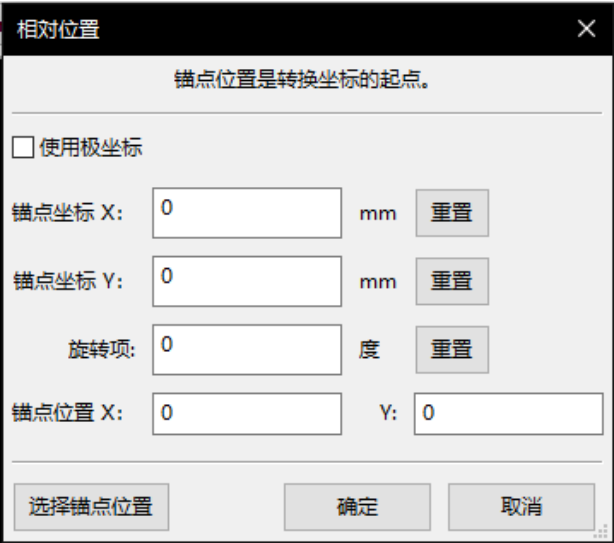 相对位置
锚点位置是转换坐标的起点。
使用极坐标
锚点坐标 X: 0 mm 重置
锚点坐标 Y: 0 mm 重置
旋转项: 0 度 重置
锚点位置 X: 0 Y: 0
选择锚点位置 确定 取消